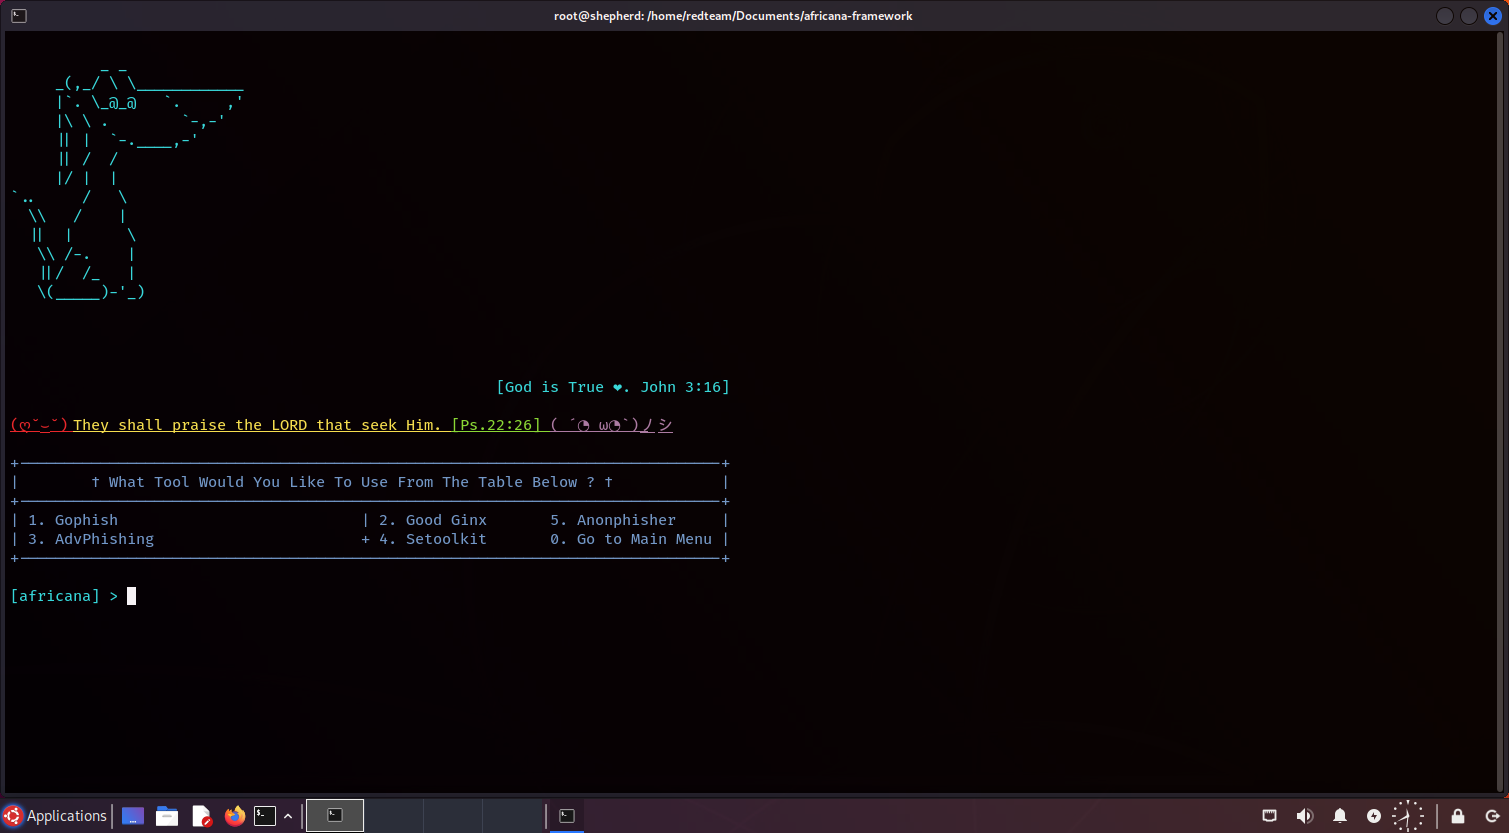 root@shepherd: /home/redteam/Documents/africana-framework
[God is True ❤. John 3:16]
(ღ˘⌣˘) They shall praise the LORD that seek Him. [Ps.22:26] ( ´◔ ω◔`)ノシ
† What Tool Would You Like To Use From The Table Below ? †
| 1. Gophish | 2. Good Ginx 5. Anonphisher |
| 3. AdvPhishing + 4. Setoolkit 0. Go to Main Menu |
[africana] >
Applications